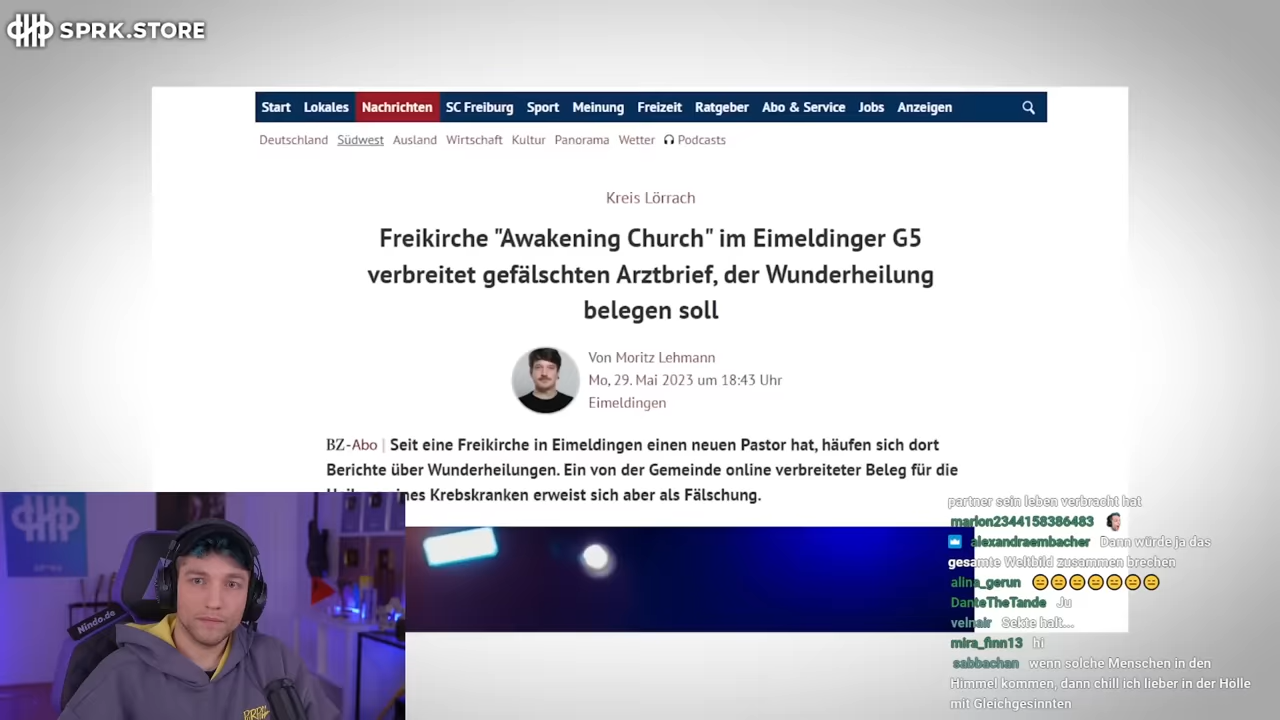 SPRK.STORE
Start Lokales Nachrichten SC Freiburg Sport Meinung Freizeit Ratgeber Abo & Service Jobs Anzeigen
Deutschland Südwest Ausland Wirtschaft Kultur Panorama Wetter Podcasts
Kreis Lörrach
Freikirche "Awakening Church" im Eimeldinger G5
verbreitet gefälschten Arztbrief, der Wunderheilung
belegen soll
Von Moritz Lehmann
Mo, 29. Mai 2023 um 18:43 Uhr
Eimeldingen
BZ-Abo | Seit eine Freikirche in Eimeldingen einen neuen Pastor hat, häufen sich dort
Berichte über Wunderheilungen. Ein von der Gemeinde online verbreiteter Beleg für die
Krebskranken erweist sich aber als Fälschung.
Nindo.de
partner sein leben verbracht hat
marion2344158386483
alexandraembacher Dann würde ja das
gesamte Weltbild zusammen brechen
alina_gerun
DanteTheTande Ju
velnair Sekte halt...
mira_finn13 hi
sabbachan wenn solche Menschen in den
Himmel kommen, dann chill ich lieber in der Hölle
mit Gleichgesinnten